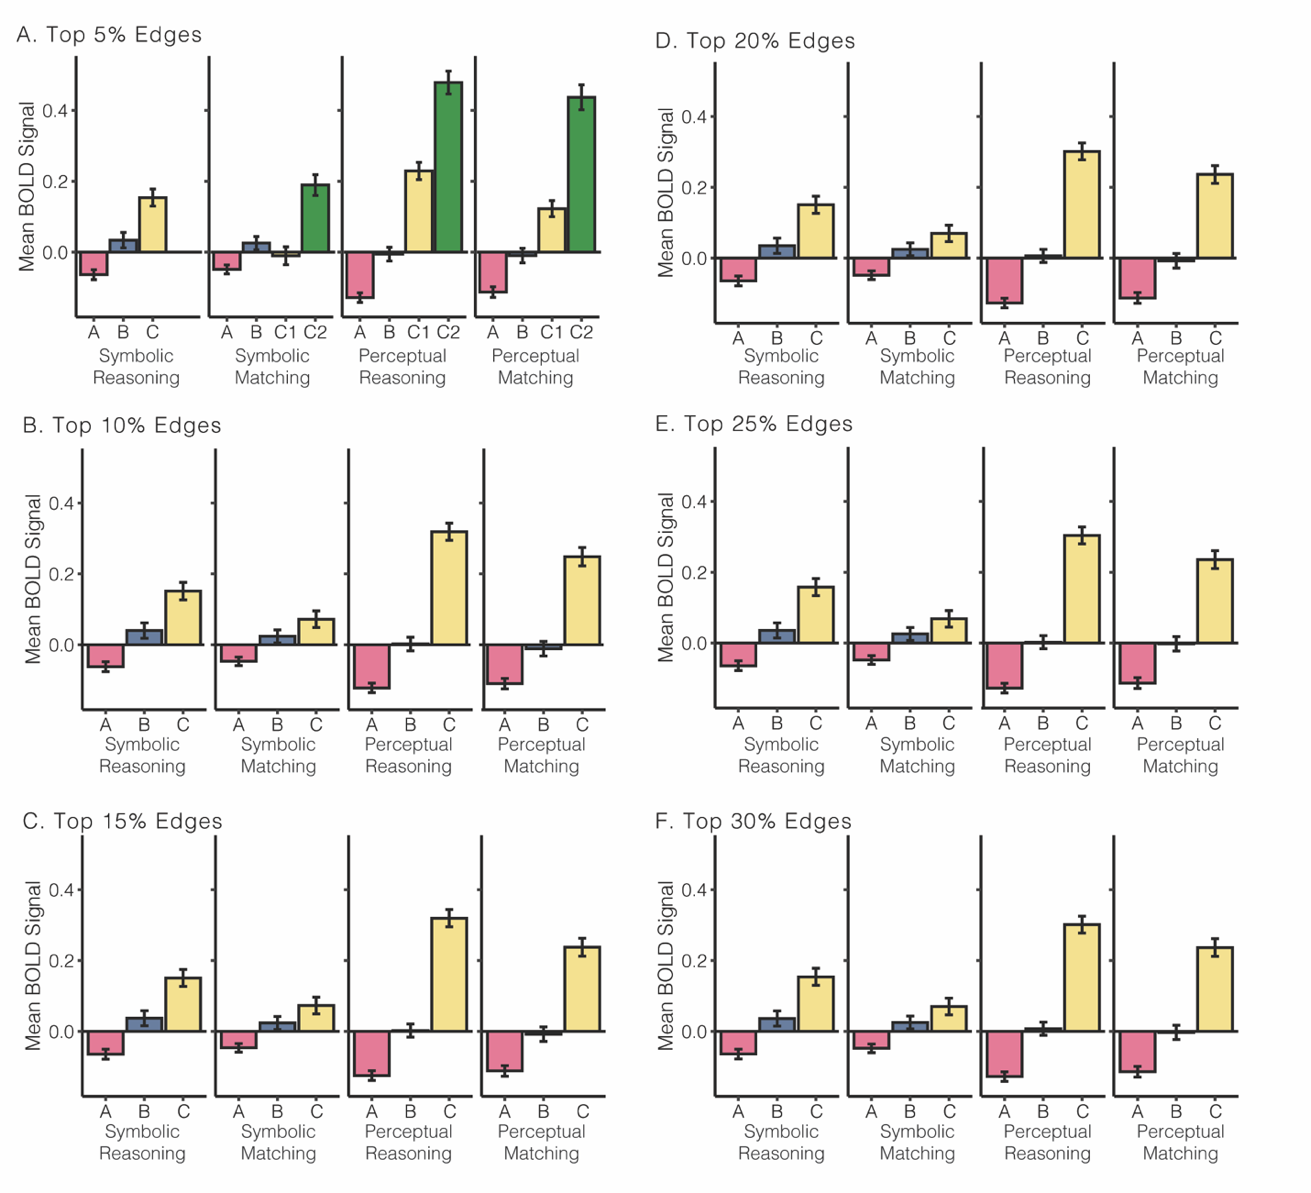 A. Top 5% Edges
Mean BOLD Signal
0.4
0.2
0.0
A B C
A B C1 C2
A B C1 C2
A B C1 C2
Symbolic
Reasoning
Symbolic
Matching
Perceptual
Reasoning
Perceptual
Matching
B. Top 10% Edges
Mean BOLD Signal
0.4
0.2
0.0
A B C
A B C
A B C
A B C
Symbolic
Reasoning
Symbolic
Matching
Perceptual
Reasoning
Perceptual
Matching
C. Top 15% Edges
Mean BOLD Signal
0.4
0.2
0.0
A B C
A B C
A B C
A B C
Symbolic
Reasoning
Symbolic
Matching
Perceptual
Reasoning
Perceptual
Matching
D. Top 20% Edges
Mean BOLD Signal
0.4
0.2
0.0
A B C
A B C
A B C
A B C
Symbolic
Reasoning
Symbolic
Matching
Perceptual
Reasoning
Perceptual
Matching
E. Top 25% Edges
Mean BOLD Signal
0.4
0.2
0.0
A B C
A B C
A B C
A B C
Symbolic
Reasoning
Symbolic
Matching
Perceptual
Reasoning
Perceptual
Matching
F. Top 30% Edges
Mean BOLD Signal
0.4
0.2
0.0
A B C
A B C
A B C
A B C
Symbolic
Reasoning
Symbolic
Matching
Perceptual
Reasoning
Perceptual
Matching